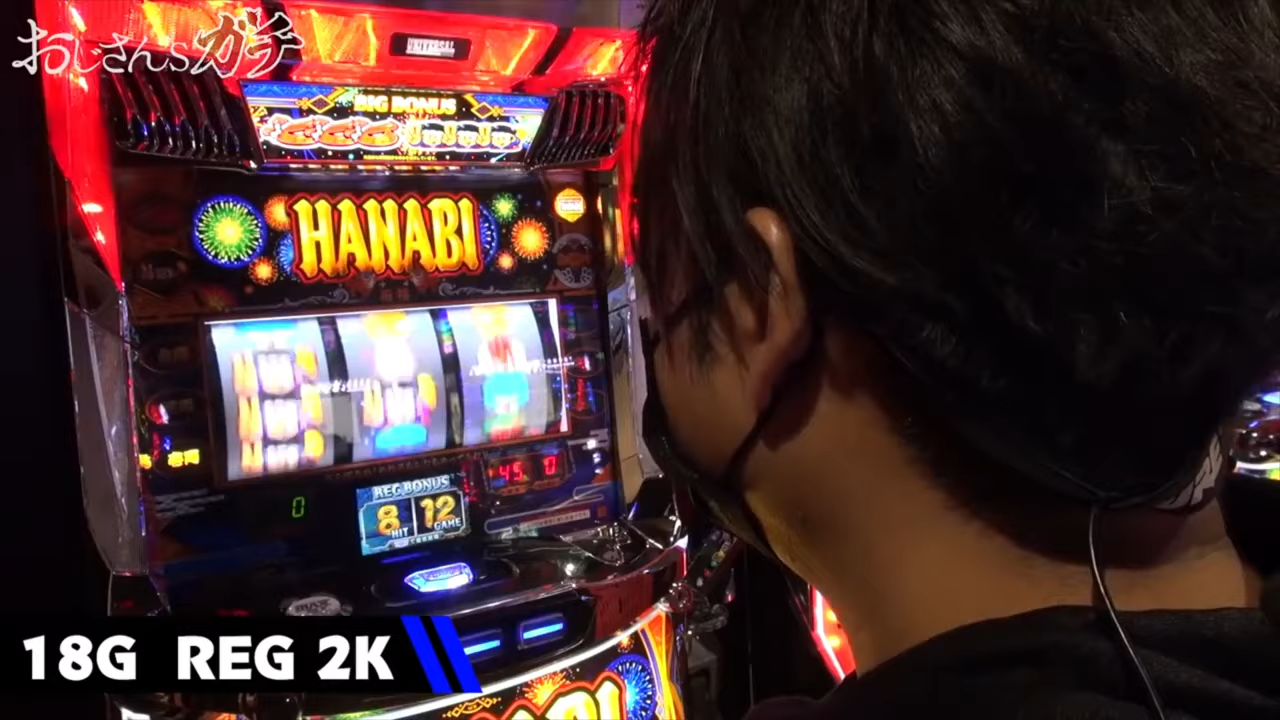 おじさんsガチ
UNIVERSAL
BIG BONUS
HANABI
45 0
0
REG BONUS
8 12
HIT GAME
18G REG 2K